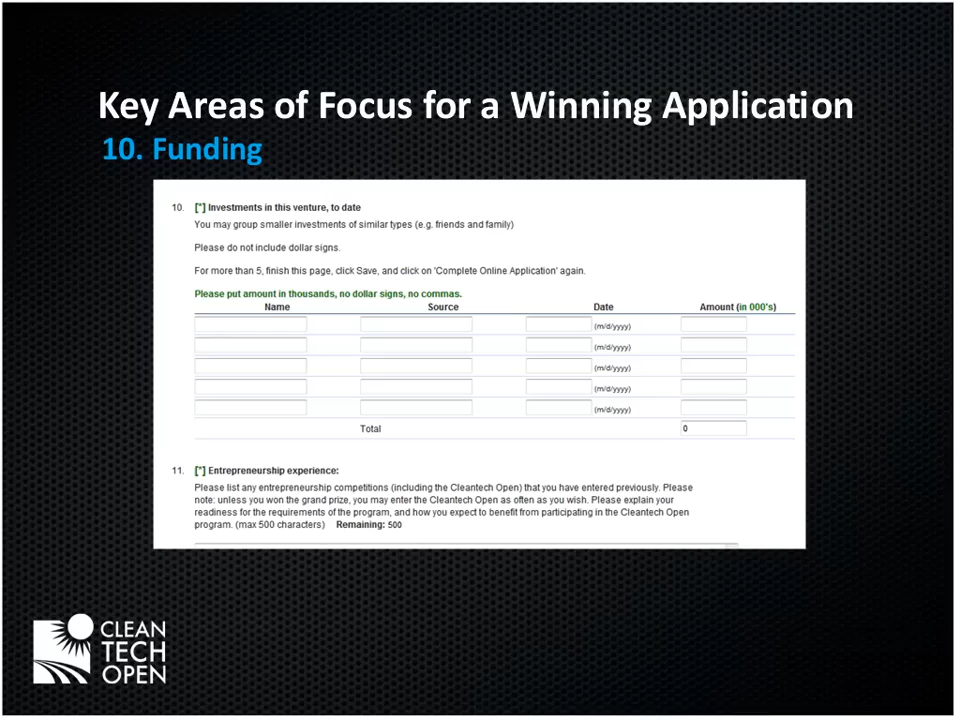 Key Areas of Focus for a Winning Application
10. Funding
10. [*] Investments in this venture, to date
You may group smaller investments of similar types (e.g. friends and family)
Please do not include dollar signs.
For more than 5, finish this page, click Save, and click on 'Complete Online Application' again.
Please put amount in thousands, no dollar signs, no commas.
Name Source Date Amount (in 000's)
(m/d/yyyy)
(m/d/yyyy)
(m/d/yyyy)
(m/d/yyyy)
(m/d/yyyy)
Total 0
11. [*] Entrepreneurship experience:
Please list any entrepreneurship competitions (including the Cleantech Open) that you have entered previously. Please
note: unless you won the grand prize, you may enter the Cleantech Open as often as you wish. Please explain your
readiness for the requirements of the program, and how you expect to benefit from participating in the Cleantech Open
program. (max 500 characters) Remaining: 500
CLEAN
TECH
OPEN